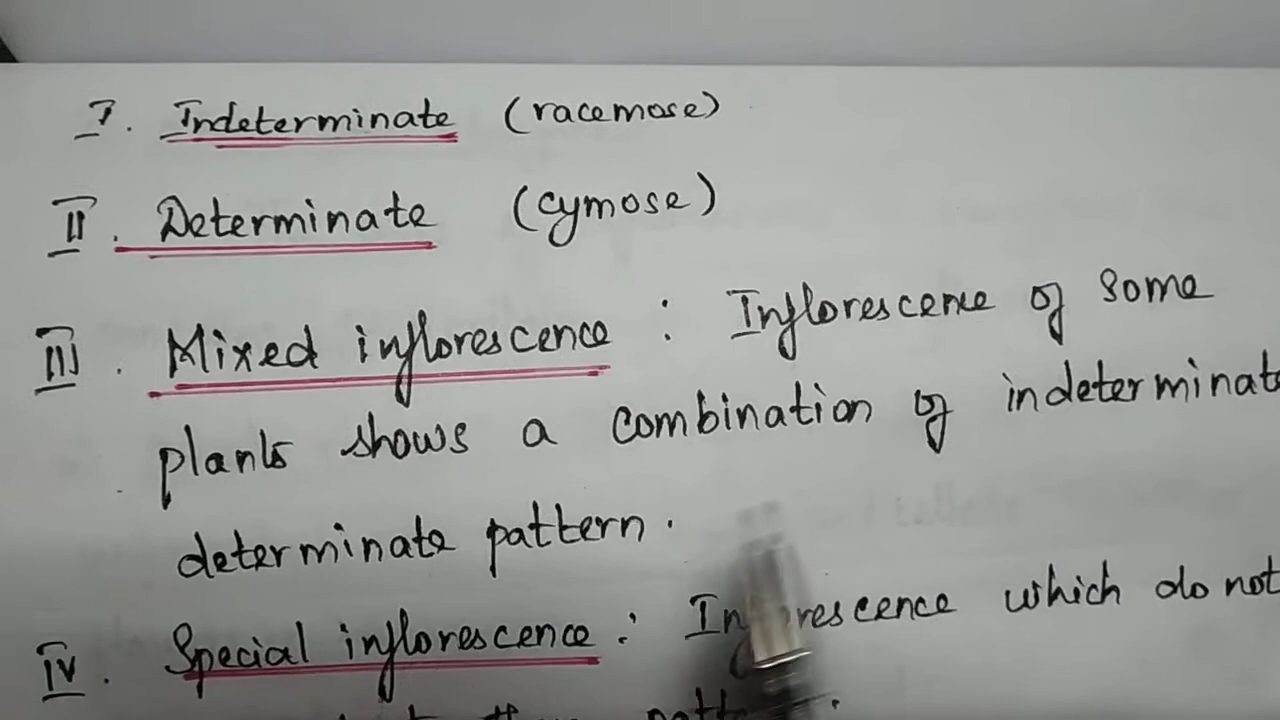 I. Indeterminate (racemose)
II. Determinate (cymose)
III. Mixed inflorescence : Inflorescence of some
plants shows a combination of indeterminat
determinate pattern.
IV. Special inflorescence : which do not